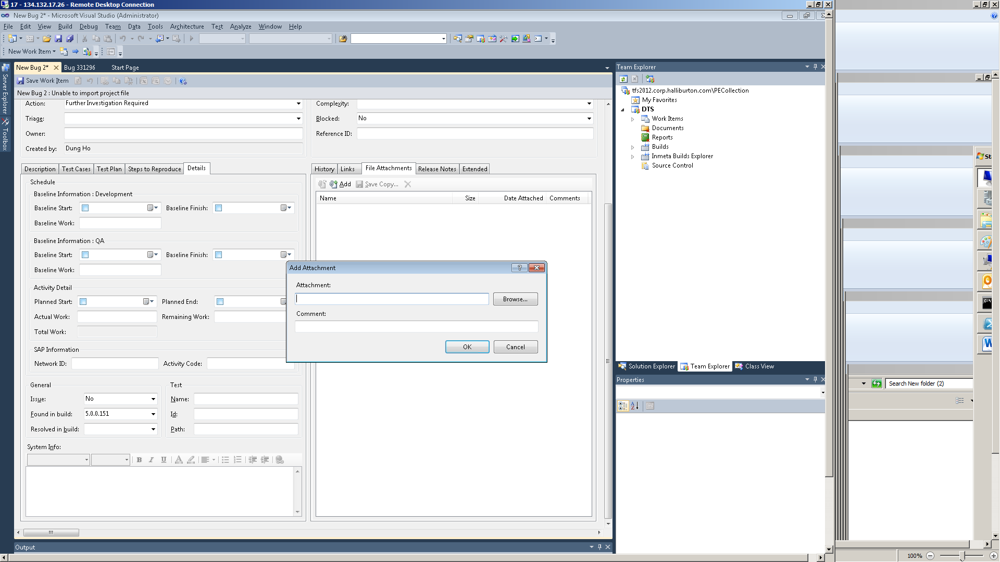 17 - 134.132.17.26 - Remote Desktop Connection
New Bug 2* - Microsoft Visual Studio (Administrator)
File Edit View Build Debug Team Data Tools Architecture Test Analyze Window Help
New Work Item
New Bug 2* Bug 331296 Start Page
Save Work Item
New Bug 2 : Unable to import project file
Server Explorer
Toolbox
Action: Further Investigation Required
Triage:
Owner:
Created by: Dung Ho
Complexity:
Blocked: No
Reference ID:
Description Test Cases Test Plan Steps to Reproduce Details
Schedule
Baseline Information : Development
Baseline Start: Baseline Finish:
Baseline Work:
Baseline Information : QA
Baseline Start: Baseline Finish:
Baseline Work:
Activity Detail
Planned Start: Planned End:
Actual Work: Remaining Work:
Total Work:
SAP Information
Network ID: Activity Code:
General
Issue: No
Found in build: 5.0.0.151
Resolved in build:
Test
Name:
Id:
Path:
System Info:
B I U A
History Links File Attachments Release Notes Extended
Add Save Copy...
Name Size Date Attached Comments
Add Attachment
Attachment:
Browse...
Comment:
OK Cancel
Team Explorer
tfs2012.corp.halliburton.com\PECollection
My Favorites
DTS
Work Items
Documents
Reports
Builds
Inmeta Builds Explorer
Source Control
Solution Explorer Team Explorer Class View
Properties
Output
St
Search New folder (2)
100%